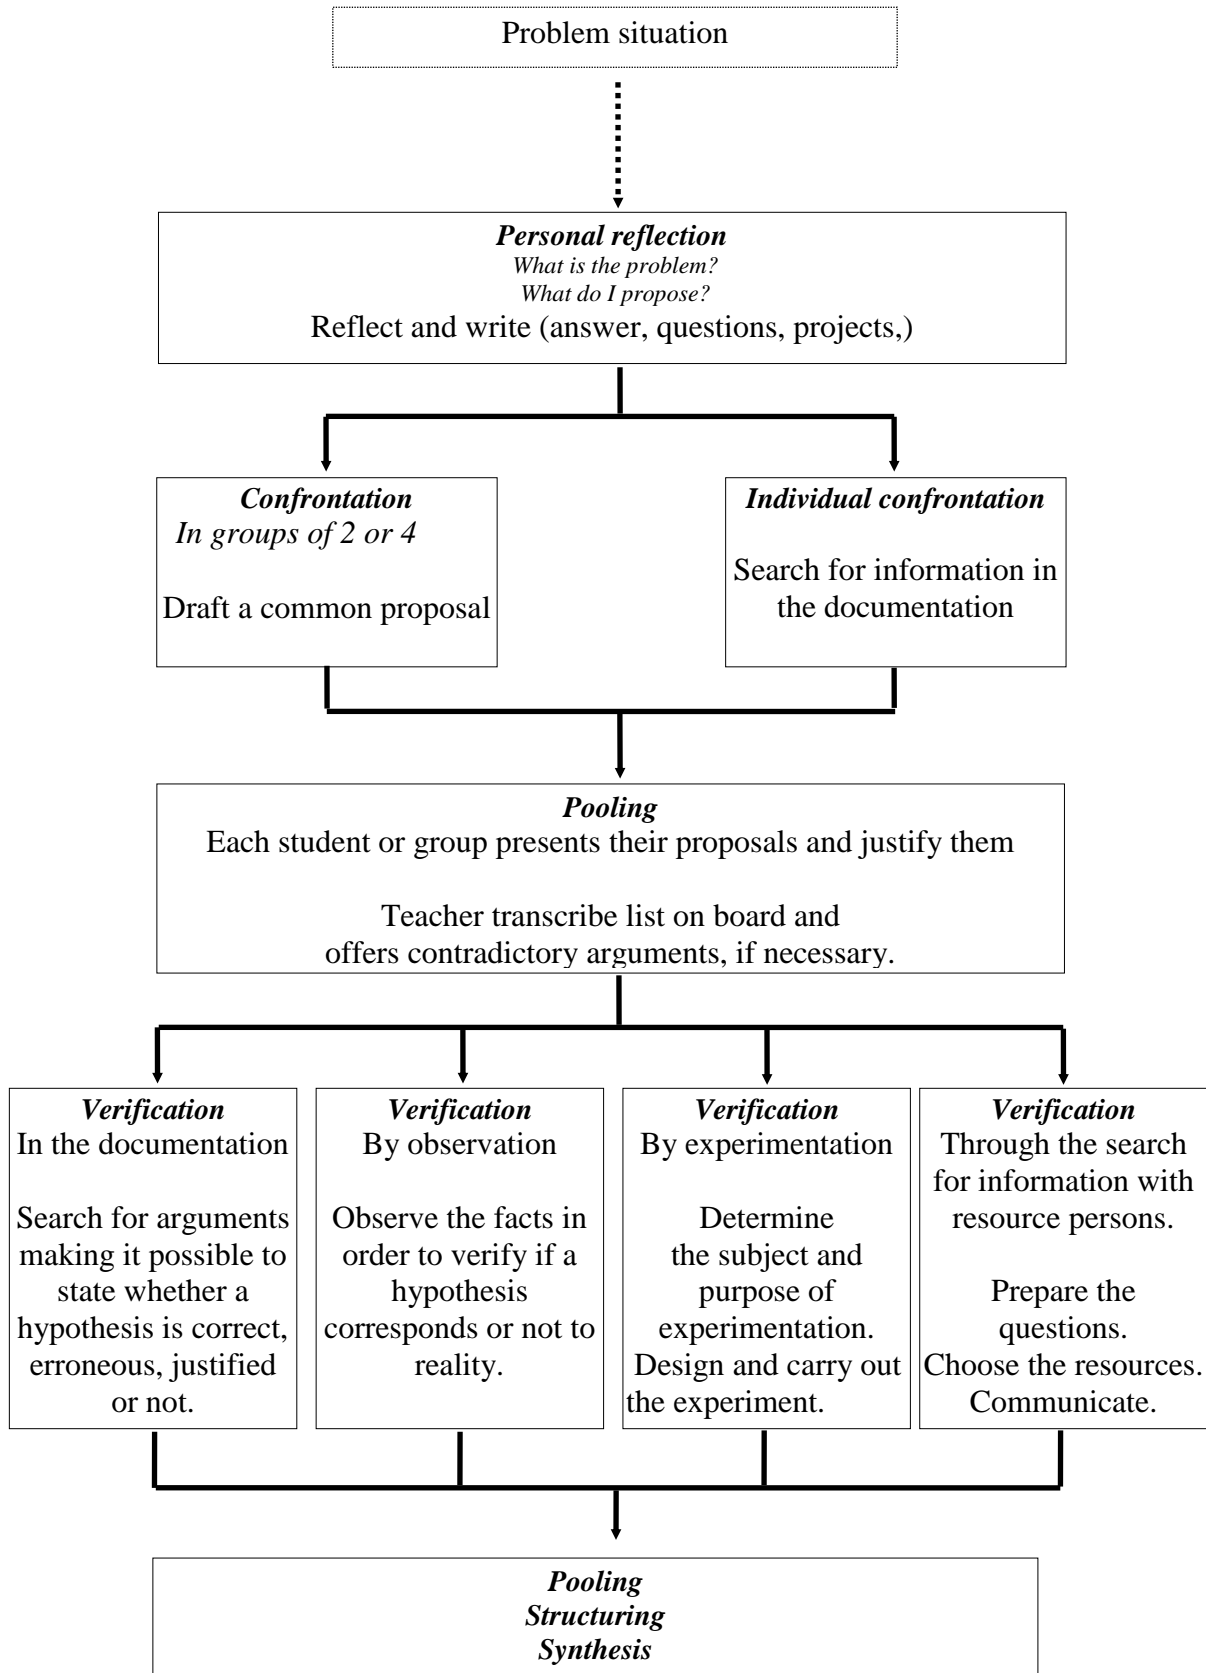 Problem situation
Personal reflection
What is the problem?
What do I propose?
Reflect and write (answer, questions, projects,)
Confrontation
In groups of 2 or 4
Draft a common proposal
Individual confrontation
Search for information in
the documentation
Pooling
Each student or group presents their proposals and justify them
Teacher transcribe list on board and
offers contradictory arguments, if necessary.
Verification
In the documentation
Search for arguments
making it possible to
state whether a
hypothesis is correct,
erroneous, justified
or not.
Verification
By observation
Observe the facts in
order to verify if a
hypothesis
corresponds or not to
reality.
Verification
By experimentation
Determine
the subject and
purpose of
experimentation.
Design and carry out
the experiment.
Verification
Through the search
for information with
resource persons.
Prepare the
questions.
Choose the resources.
Communicate.
Pooling
Structuring
Synthesis